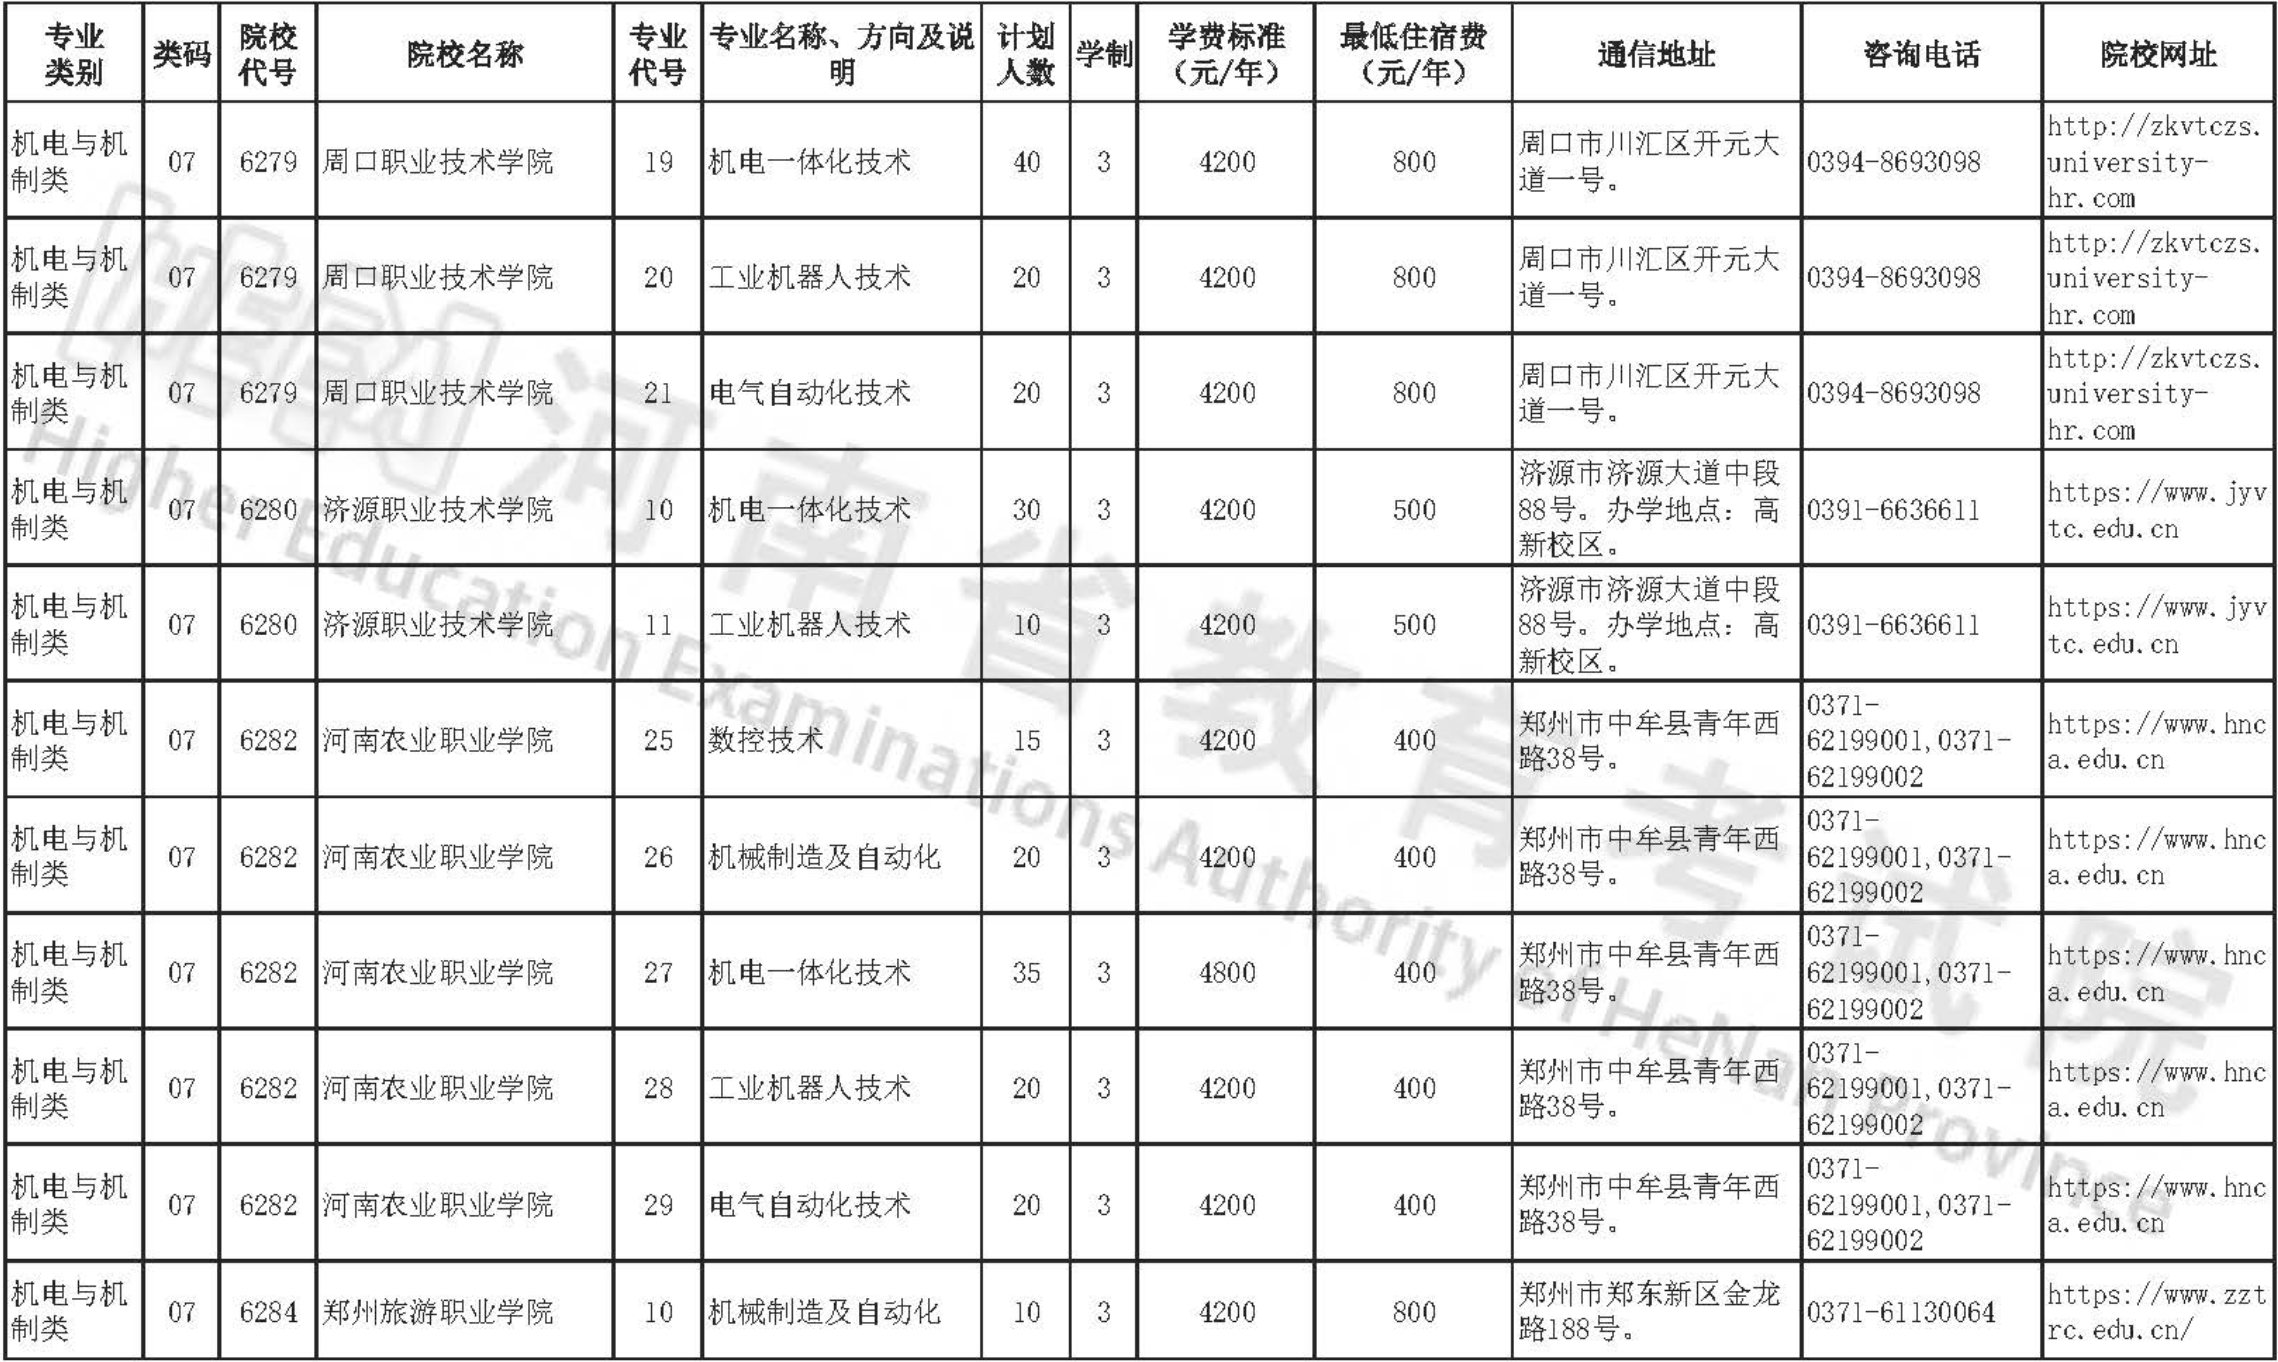 专业类别 类码 院校代号 院校名称 专业代号 专业名称、方向及说明 计划人数 学制 学费标准（元/年） 最低住宿费（元/年） 通信地址 咨询电话 院校网址
机电与机制类 07 6279 周口职业技术学院 19 机电一体化技术 40 3 4200 800 周口市川汇区开元大道一号。 0394-8693098 http://zkvtczs.university-hr.com
机电与机制类 07 6279 周口职业技术学院 20 工业机器人技术 20 3 4200 800 周口市川汇区开元大道一号。 0394-8693098 http://zkvtczs.university-hr.com
机电与机制类 07 6279 周口职业技术学院 21 电气自动化技术 20 3 4200 800 周口市川汇区开元大道一号。 0394-8693098 http://zkvtczs.university-hr.com
机电与机制类 07 6280 济源职业技术学院 10 机电一体化技术 30 3 4200 500 济源市济源大道中段88号。办学地点：高新校区。 0391-6636611 https://www.jyvtc.edu.cn
机电与机制类 07 6280 济源职业技术学院 11 工业机器人技术 10 3 4200 500 济源市济源大道中段88号。办学地点：高新校区。 0391-6636611 https://www.jyvtc.edu.cn
机电与机制类 07 6282 河南农业职业学院 25 数控技术 15 3 4200 400 郑州市中牟县青年西路38号。 0371-62199001,0371-62199002 https://www.hnca.edu.cn
机电与机制类 07 6282 河南农业职业学院 26 机械制造及自动化 20 3 4200 400 郑州市中牟县青年西路38号。 0371-62199001,0371-62199002 https://www.hnca.edu.cn
机电与机制类 07 6282 河南农业职业学院 27 机电一体化技术 35 3 4800 400 郑州市中牟县青年西路38号。 0371-62199001,0371-62199002 https://www.hnca.edu.cn
机电与机制类 07 6282 河南农业职业学院 28 工业机器人技术 20 3 4200 400 郑州市中牟县青年西路38号。 0371-62199001,0371-62199002 https://www.hnca.edu.cn
机电与机制类 07 6282 河南农业职业学院 29 电气自动化技术 20 3 4200 400 郑州市中牟县青年西路38号。 0371-62199001,0371-62199002 https://www.hnca.edu.cn
机电与机制类 07 6284 郑州旅游职业学院 10 机械制造及自动化 10 3 4200 800 郑州市郑东新区金龙路188号。 0371-61130064 https://www.zztrc.edu.cn/
河南省教育考试院
Higher Education Examinations Authority of HeNan Province